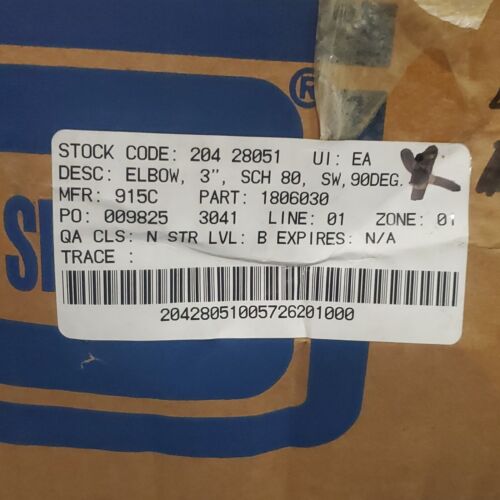 ®
STOCK CODE: 204 28051 UI: EA
DESC: ELBOW, 3", SCH 80, SW,90DEG.
MFR: 915C PART: 1806030
PO: 009825 3041 LINE: 01 ZONE: 01
QA CLS: N STR LVL: B EXPIRES: N/A
TRACE :
20428051005726201000